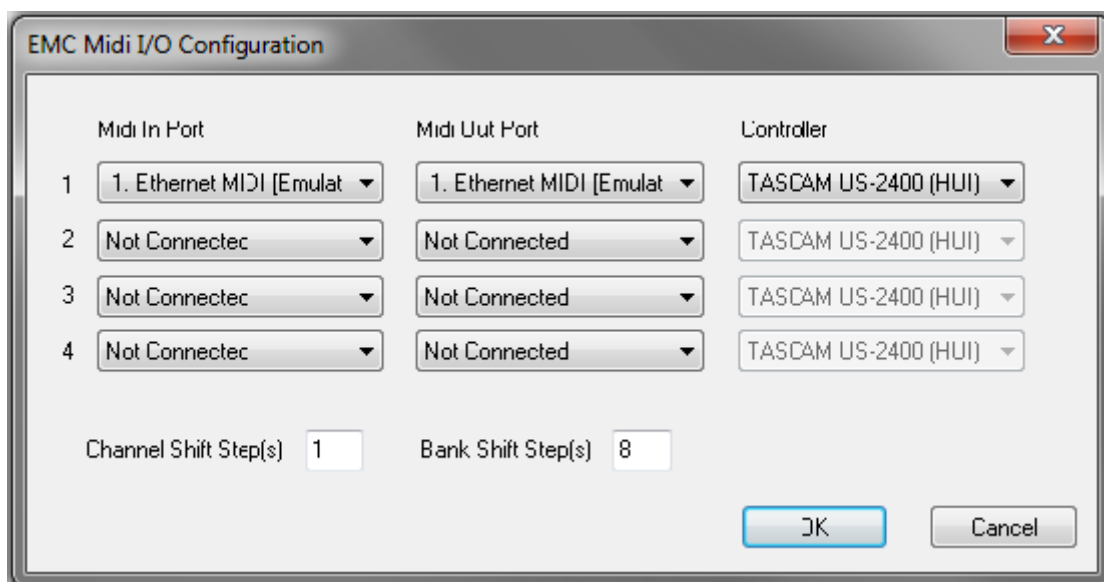 EMC Midi I/O Configuration
Midi In Port Midi Out Port Controller
1 1. Ethernet MIDI [Emulat 1. Ethernet MIDI [Emulat TASCAM US-2400 (HUI)
2 Not Connected Not Connected TASCAM US-2400 (HUI)
3 Not Connected Not Connected TASCAM US-2400 (HUI)
4 Not Connected Not Connected TASCAM US-2400 (HUI)
Channel Shift Step(s) 1 Bank Shift Step(s) 8
OK Cancel